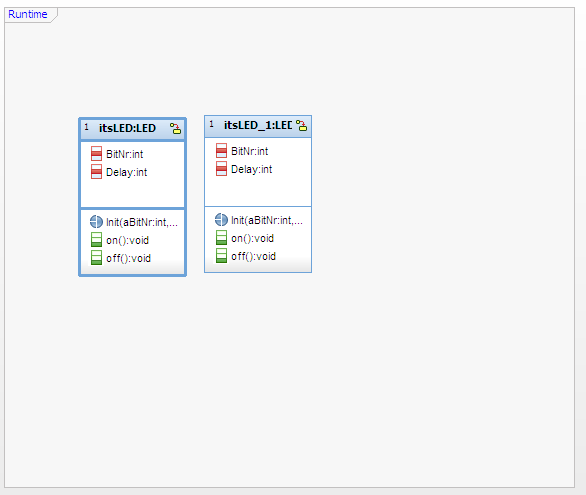 Runtime
1 itsLED:LED
BitNr:int
Delay:int
Init(aBitNr:int,...
on():void
off():void
1 itsLED_1:LED
BitNr:int
Delay:int
Init(aBitNr:int,...
on():void
off():void